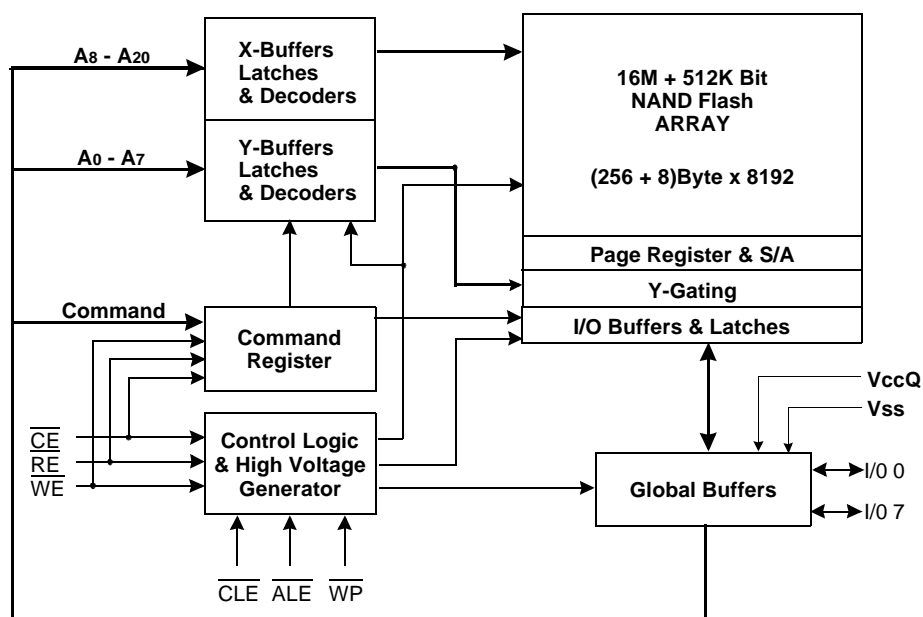 A8 - A20
X-Buffers
Latches
& Decoders
16M + 512K Bit
NAND Flash
ARRAY
(256 + 8)Byte x 8192
A0 - A7
Y-Buffers
Latches
& Decoders
Page Register & S/A
Y-Gating
I/O Buffers & Latches
Command
Command
Register
VccQ
Vss
CE
RE
WE
Control Logic
& High Voltage
Generator
Global Buffers
I/0 0
I/0 7
CLE ALE WP